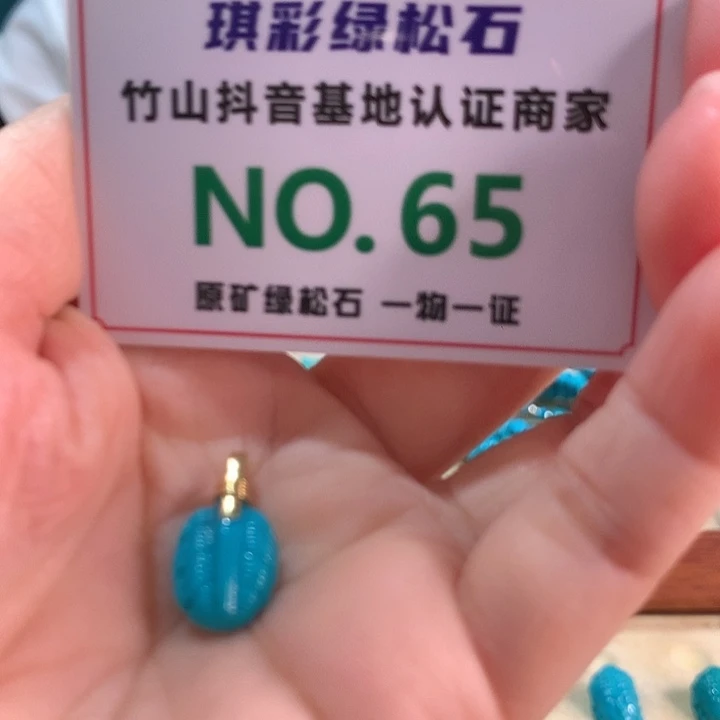 琪彩绿松石
竹山抖音基地认证商家
NO.65
原矿绿松石 一物一证